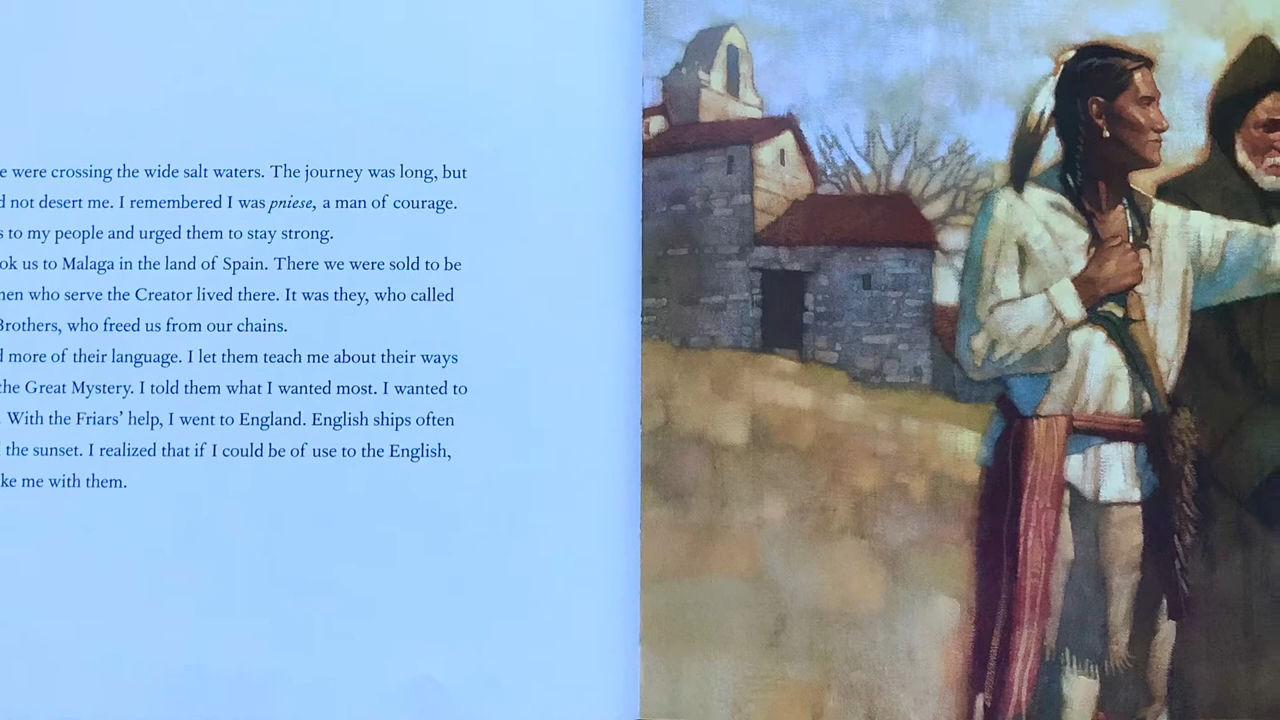 e were crossing the wide salt waters. The journey was long, but
d not desert me. I remembered I was pniese, a man of courage.
s to my people and urged them to stay strong.
ok us to Malaga in the land of Spain. There we were sold to be
en who serve the Creator lived there. It was they, who called
Brothers, who freed us from our chains.
d more of their language. I let them teach me about their ways
the Great Mystery. I told them what I wanted most. I wanted to
. With the Friars’ help, I went to England. English ships often
the sunset. I realized that if I could be of use to the English,
ke me with them.